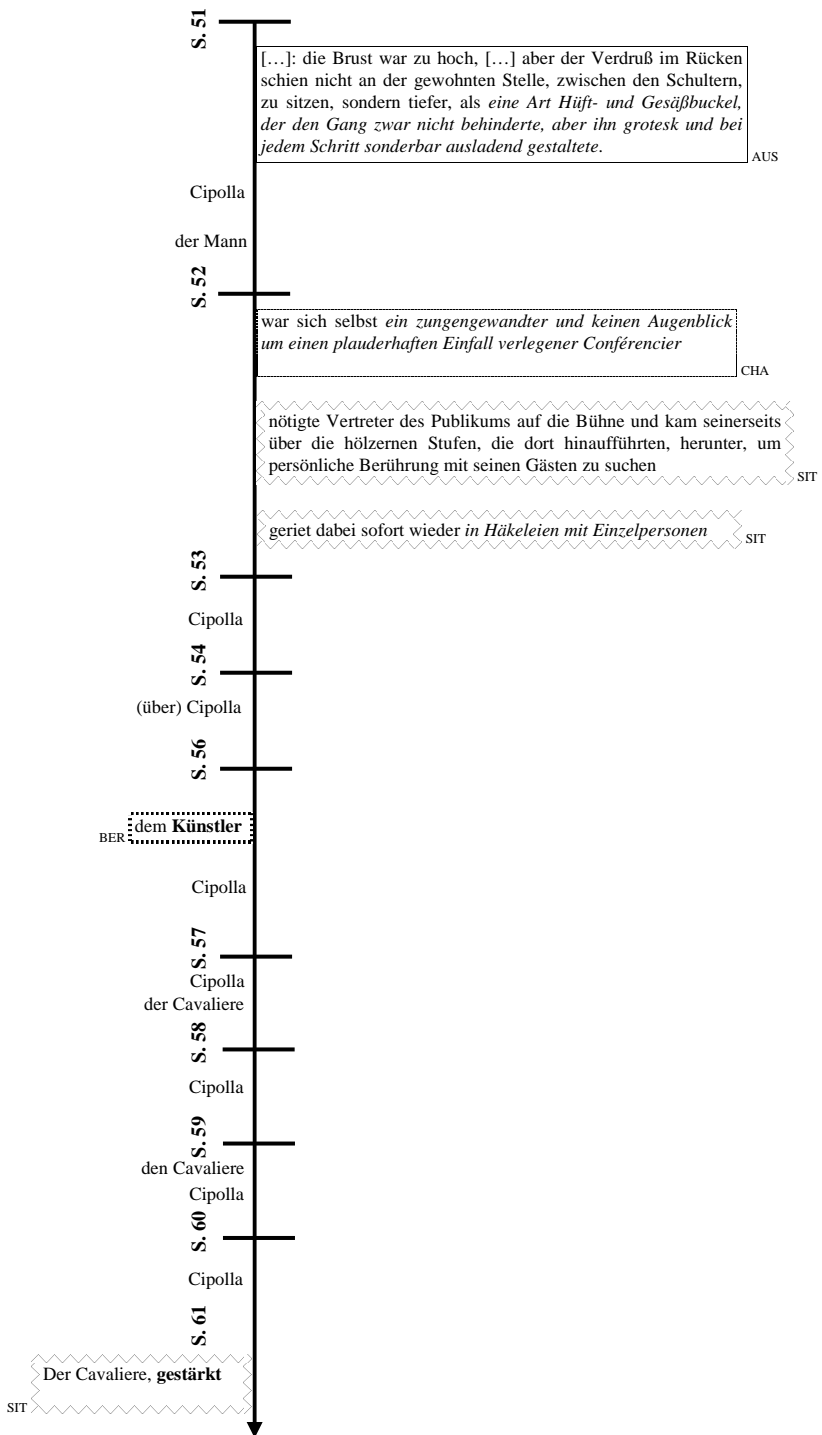 S. 51
[…]: die Brust war zu hoch, […] aber der Verdruß im Rücken
schien nicht an der gewohnten Stelle, zwischen den Schultern,
zu sitzen, sondern tiefer, als eine Art Hüft- und Gesäßbuckel,
der den Gang zwar nicht behinderte, aber ihn grotesk und bei
jedem Schritt sonderbar ausladend gestaltete.
AUS
Cipolla
der Mann
S. 52
war sich selbst ein zungengewandter und keinen Augenblick
um einen plauderhaften Einfall verlegener Conférencier
CHA
nötigte Vertreter des Publikums auf die Bühne und kam seinerseits
über die hölzernen Stufen, die dort hinaufführten, herunter, um
persönliche Berührung mit seinen Gästen zu suchen
SIT
geriet dabei sofort wieder in Häkeleien mit Einzelpersonen
SIT
S. 53
Cipolla
S. 54
(über) Cipolla
S. 56
dem Künstler
BER
Cipolla
S. 57
Cipolla
der Cavaliere
S. 58
Cipolla
S. 59
den Cavaliere
Cipolla
S. 60
Cipolla
S. 61
Der Cavaliere, gestärkt
SIT